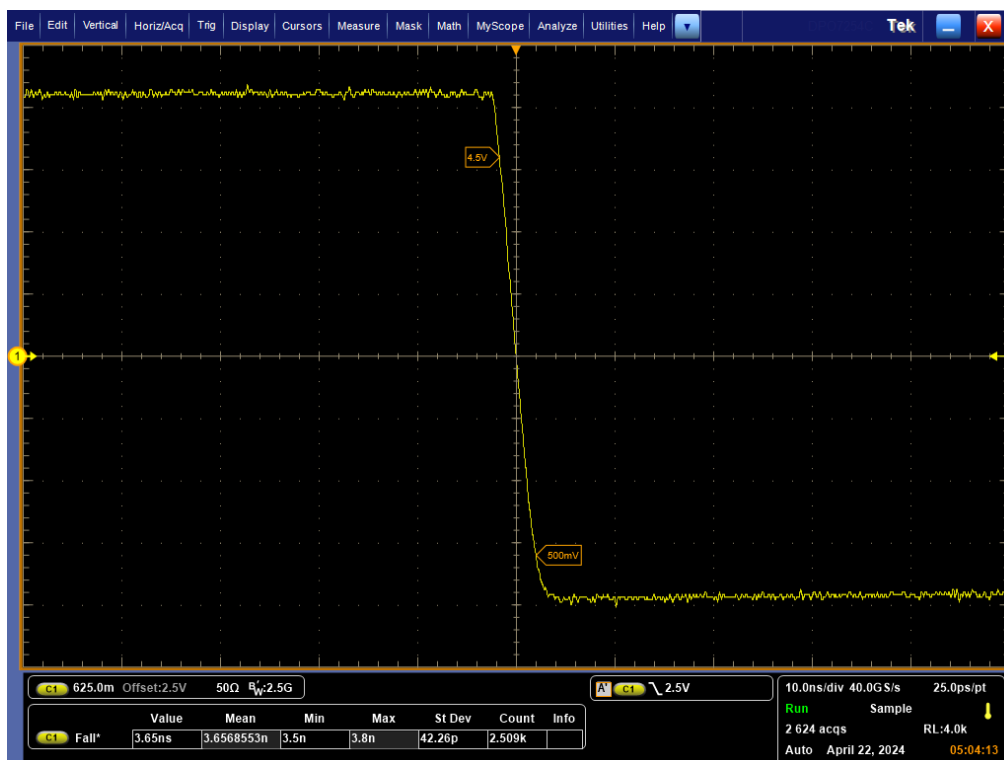 File Edit Vertical Horiz/Acq Trig Display Cursors Measure Mask Math MyScope Analyze Utilities Help Tek X
4.5V
1
500mV
C1 625.0m Offset:2.5V 50Ω BW:2.5G
A' C1 2.5V
10.0ns/div 40.0GS/s 25.0ps/pt
Run Sample
2 624 acqs RL:4.0k
Auto April 22, 2024 05:04:13
Value Mean Min Max St Dev Count Info
C1 Fall* 3.65ns 3.6568553n 3.5n 3.8n 42.26p 2.509k